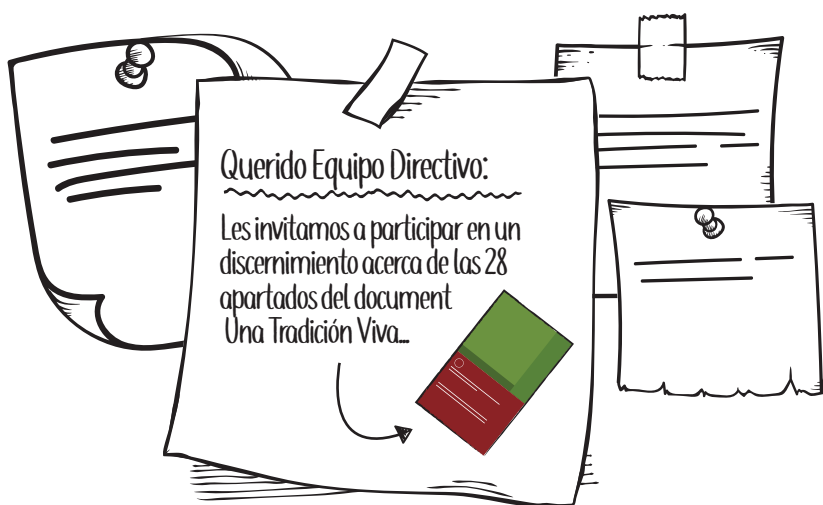 Querido Equipo Directivo:
Les invitamos a participar en un
discernimiento acerca de las 28
apartados del document
Una Tradición Viva...